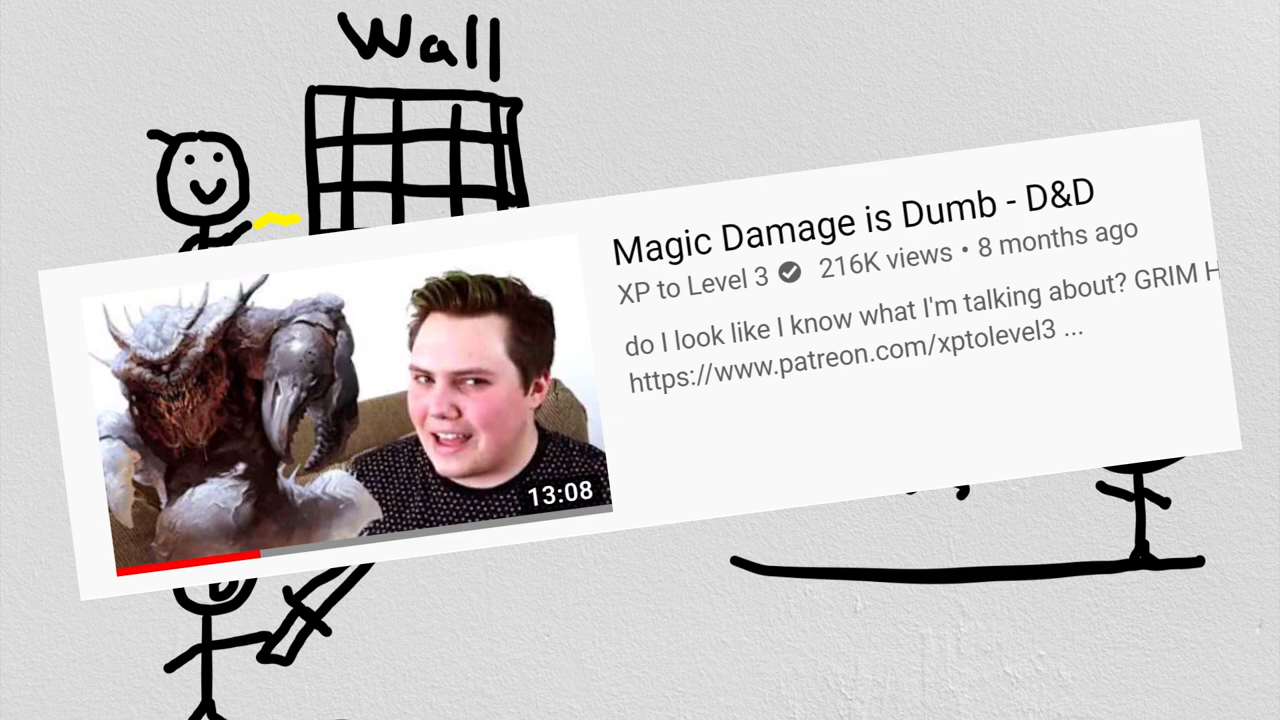 Wall
Magic Damage is Dumb - D&D
XP to Level 3 216K views • 8 months ago
do I look like I know what I'm talking about? GRIM H
https://www.patreon.com/xptolevel3 ...
13:08